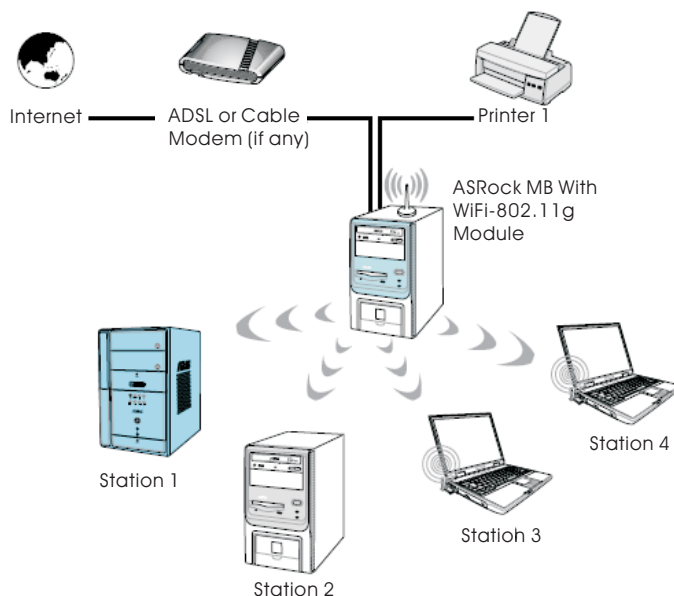 Internet
ADSL or Cable
Modem (if any)
Printer 1
ASRock MB With
WiFi-802.11g
Module
Station 1
Station 2
Statioh 3
Station 4